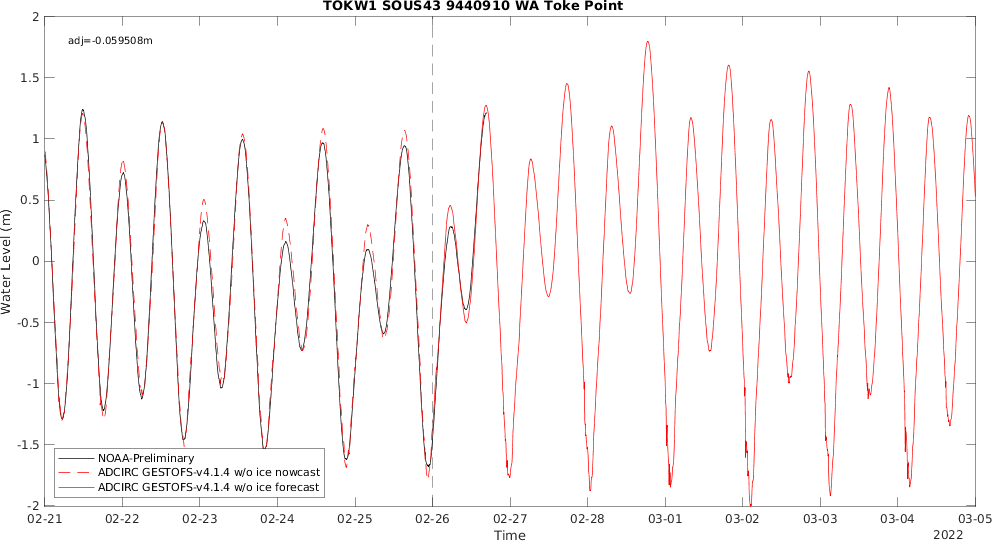 TOKW1 SOUS43 9440910 WA Toke Point
adj=-0.059508m
2
1.5
1
0.5
0
-0.5
-1
-1.5
-2
Water Level (m)
NOAA-Preliminary
ADCIRC GESTOFS-v4.1.4 w/o ice nowcast
ADCIRC GESTOFS-v4.1.4 w/o ice forecast
02-21 02-22 02-23 02-24 02-25 02-26 02-27 02-28 03-01 03-02 03-03 03-04 03-05
Time
2022